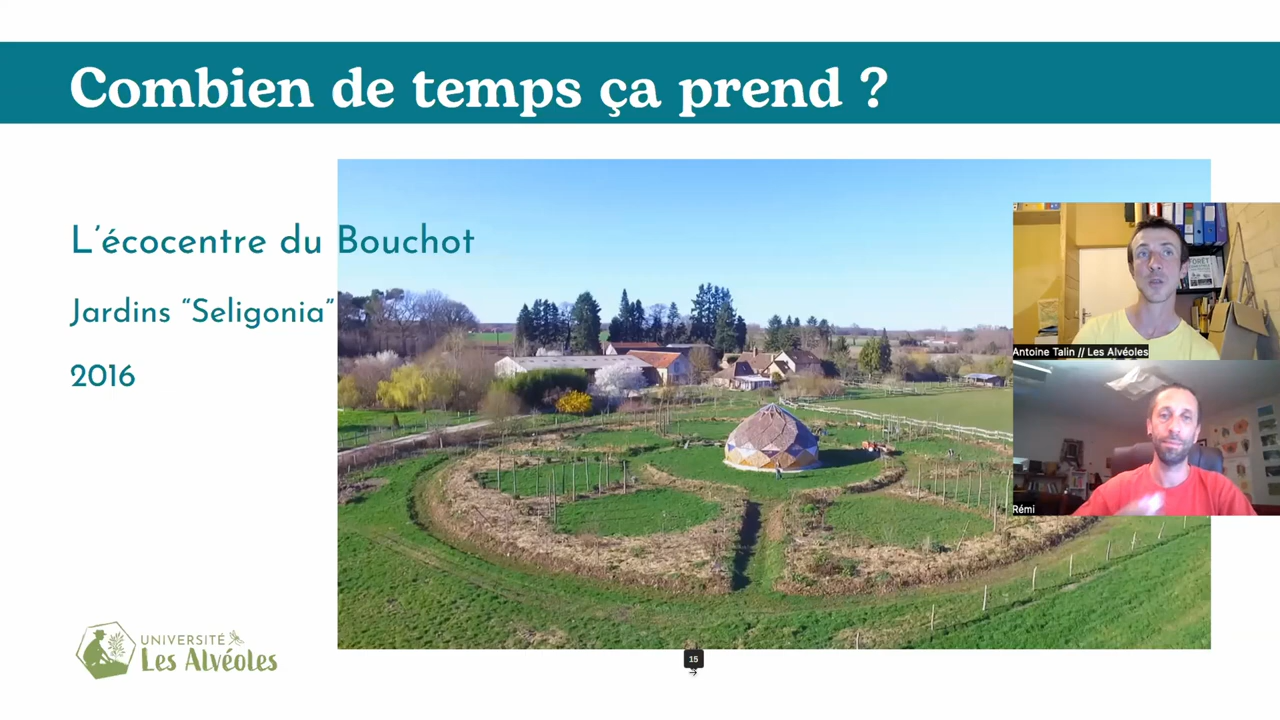 Combien de temps ça prend ?
L’écocentre du Bouchot
Jardins “Seligonia”
2016
FORÊT
Antoine Talin // Les Alvéoles
Rémi
UNIVERSITÉ
Les Alvéoles
15